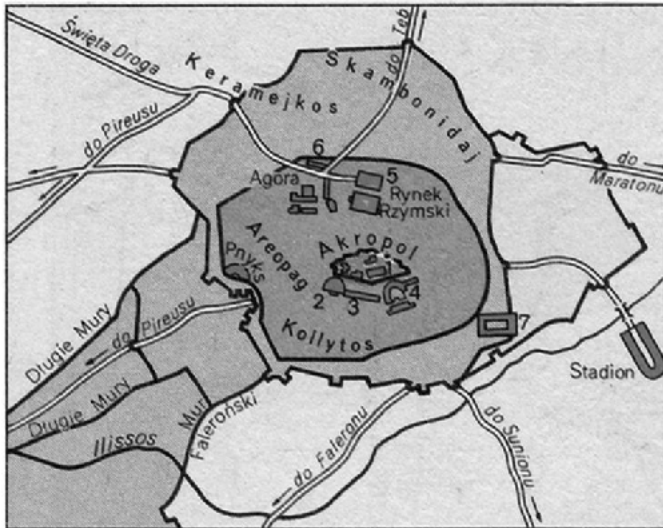 Święta Droga
do Teb
Keramejkos
Skambonidaj
do Pireusu
6
5
Agora
Rynek
Rzymski
do
Maratonu
Areopag
Akropol
Pnyks
1
2
3
4
Kollytos
7
Długie Mury
do Pireusu
Stadion
Długie Mury
Mur
Faleroński
Ilissos
do Faleronu
do Sunionu